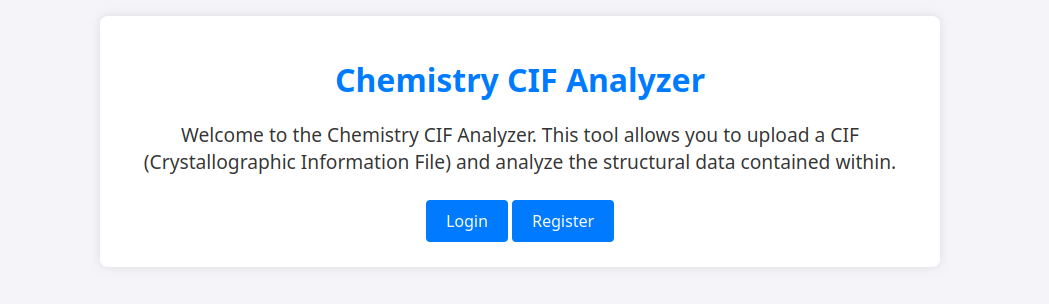 Chemistry CIF Analyzer
Welcome to the Chemistry CIF Analyzer. This tool allows you to upload a CIF
(Crystallographic Information File) and analyze the structural data contained within.
Login Register